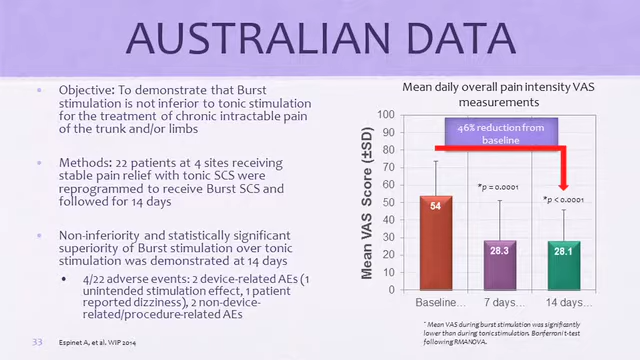 AUSTRALIAN DATA
• Objective: To demonstrate that Burst
stimulation is not inferior to tonic stimulation
for the treatment of chronic intractable pain
of the trunk and/or limbs
• Methods: 22 patients at 4 sites receiving
stable pain relief with tonic SCS were
reprogrammed to receive Burst SCS and
followed for 14 days
• Non-inferiority and statistically significant
superiority of Burst stimulation over tonic
stimulation was demonstrated at 14 days
• 4/22 adverse events: 2 device-related AEs (1
unintended stimulation effect, 1 patient
reported dizziness), 2 non-device-
related/procedure-related AEs
33
Espinet A, et al. WIP 2014
Mean daily overall pain intensity VAS
measurements
Mean VAS Score (±SD)
100
90
80
70
60
50
40
30
20
10
0
46% reduction from
baseline
*p = 0.0001
*p < 0.0001
54
28.3
28.1
Baseline...
7 days...
14 days...
* Mean VAS during burst stimulation was significantly
lower than during tonic stimulation. Bonferroni t-test
following RMANOVA.